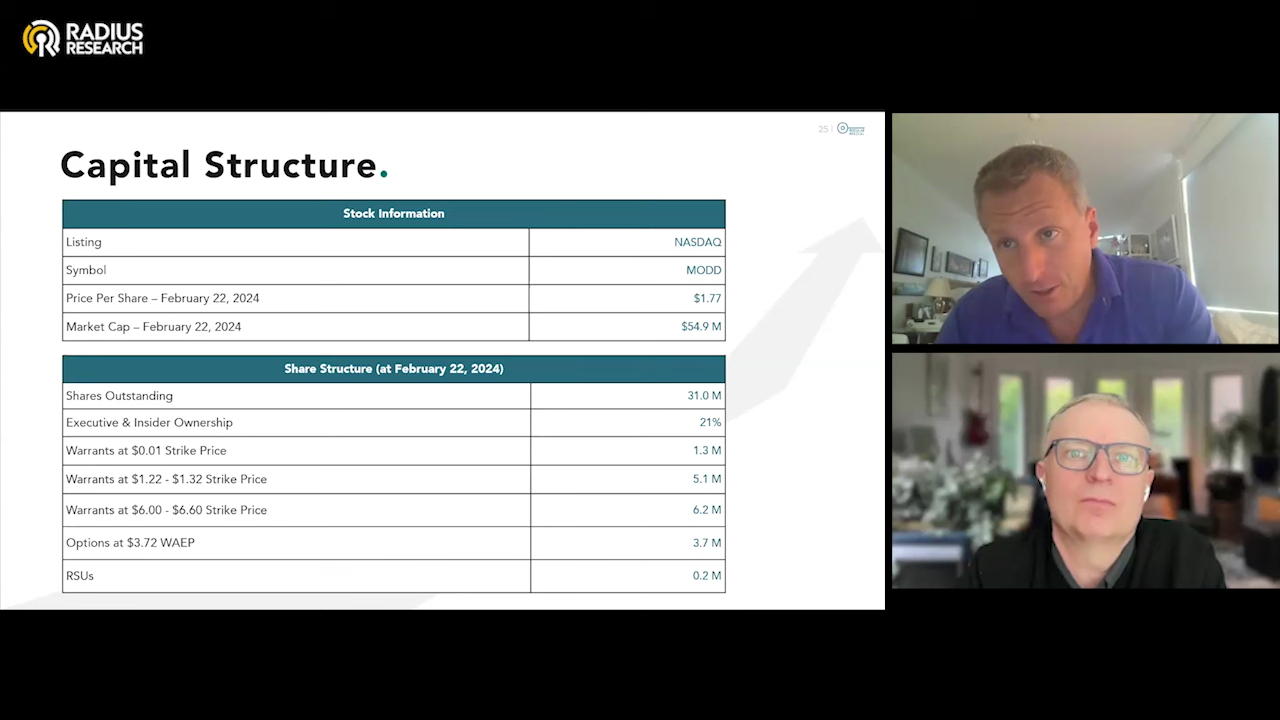 RADIUS
RESEARCH
25 |
Capital Structure.
Stock Information
Listing NASDAQ
Symbol MODD
Price Per Share – February 22, 2024 $1.77
Market Cap – February 22, 2024 $54.9 M
Share Structure (at February 22, 2024)
Shares Outstanding 31.0 M
Executive & Insider Ownership 21%
Warrants at $0.01 Strike Price 1.3 M
Warrants at $1.22 - $1.32 Strike Price 5.1 M
Warrants at $6.00 - $6.60 Strike Price 6.2 M
Options at $3.72 WAEP 3.7 M
RSUs 0.2 M